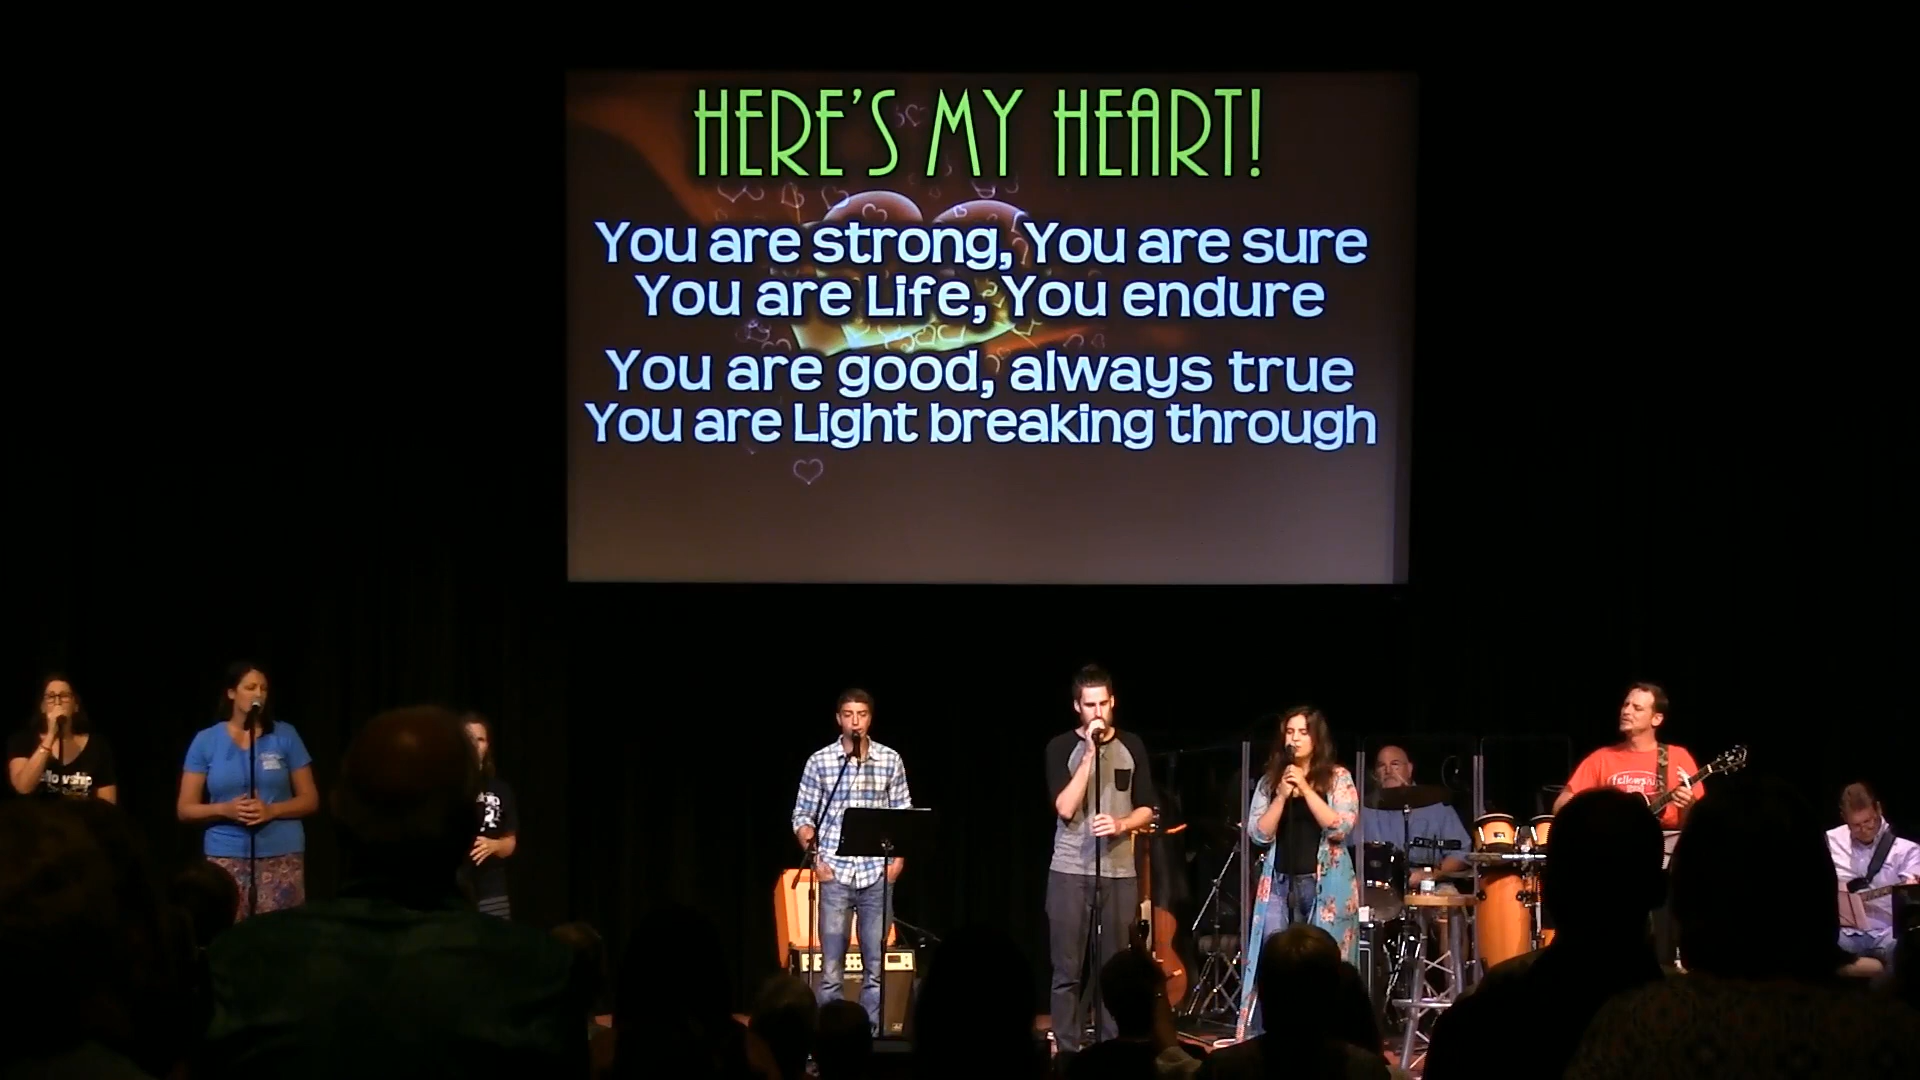 HERE'S MY HEART!
You are strong, You are sure
You are Life, You endure
You are good, always true
You are Light breaking through